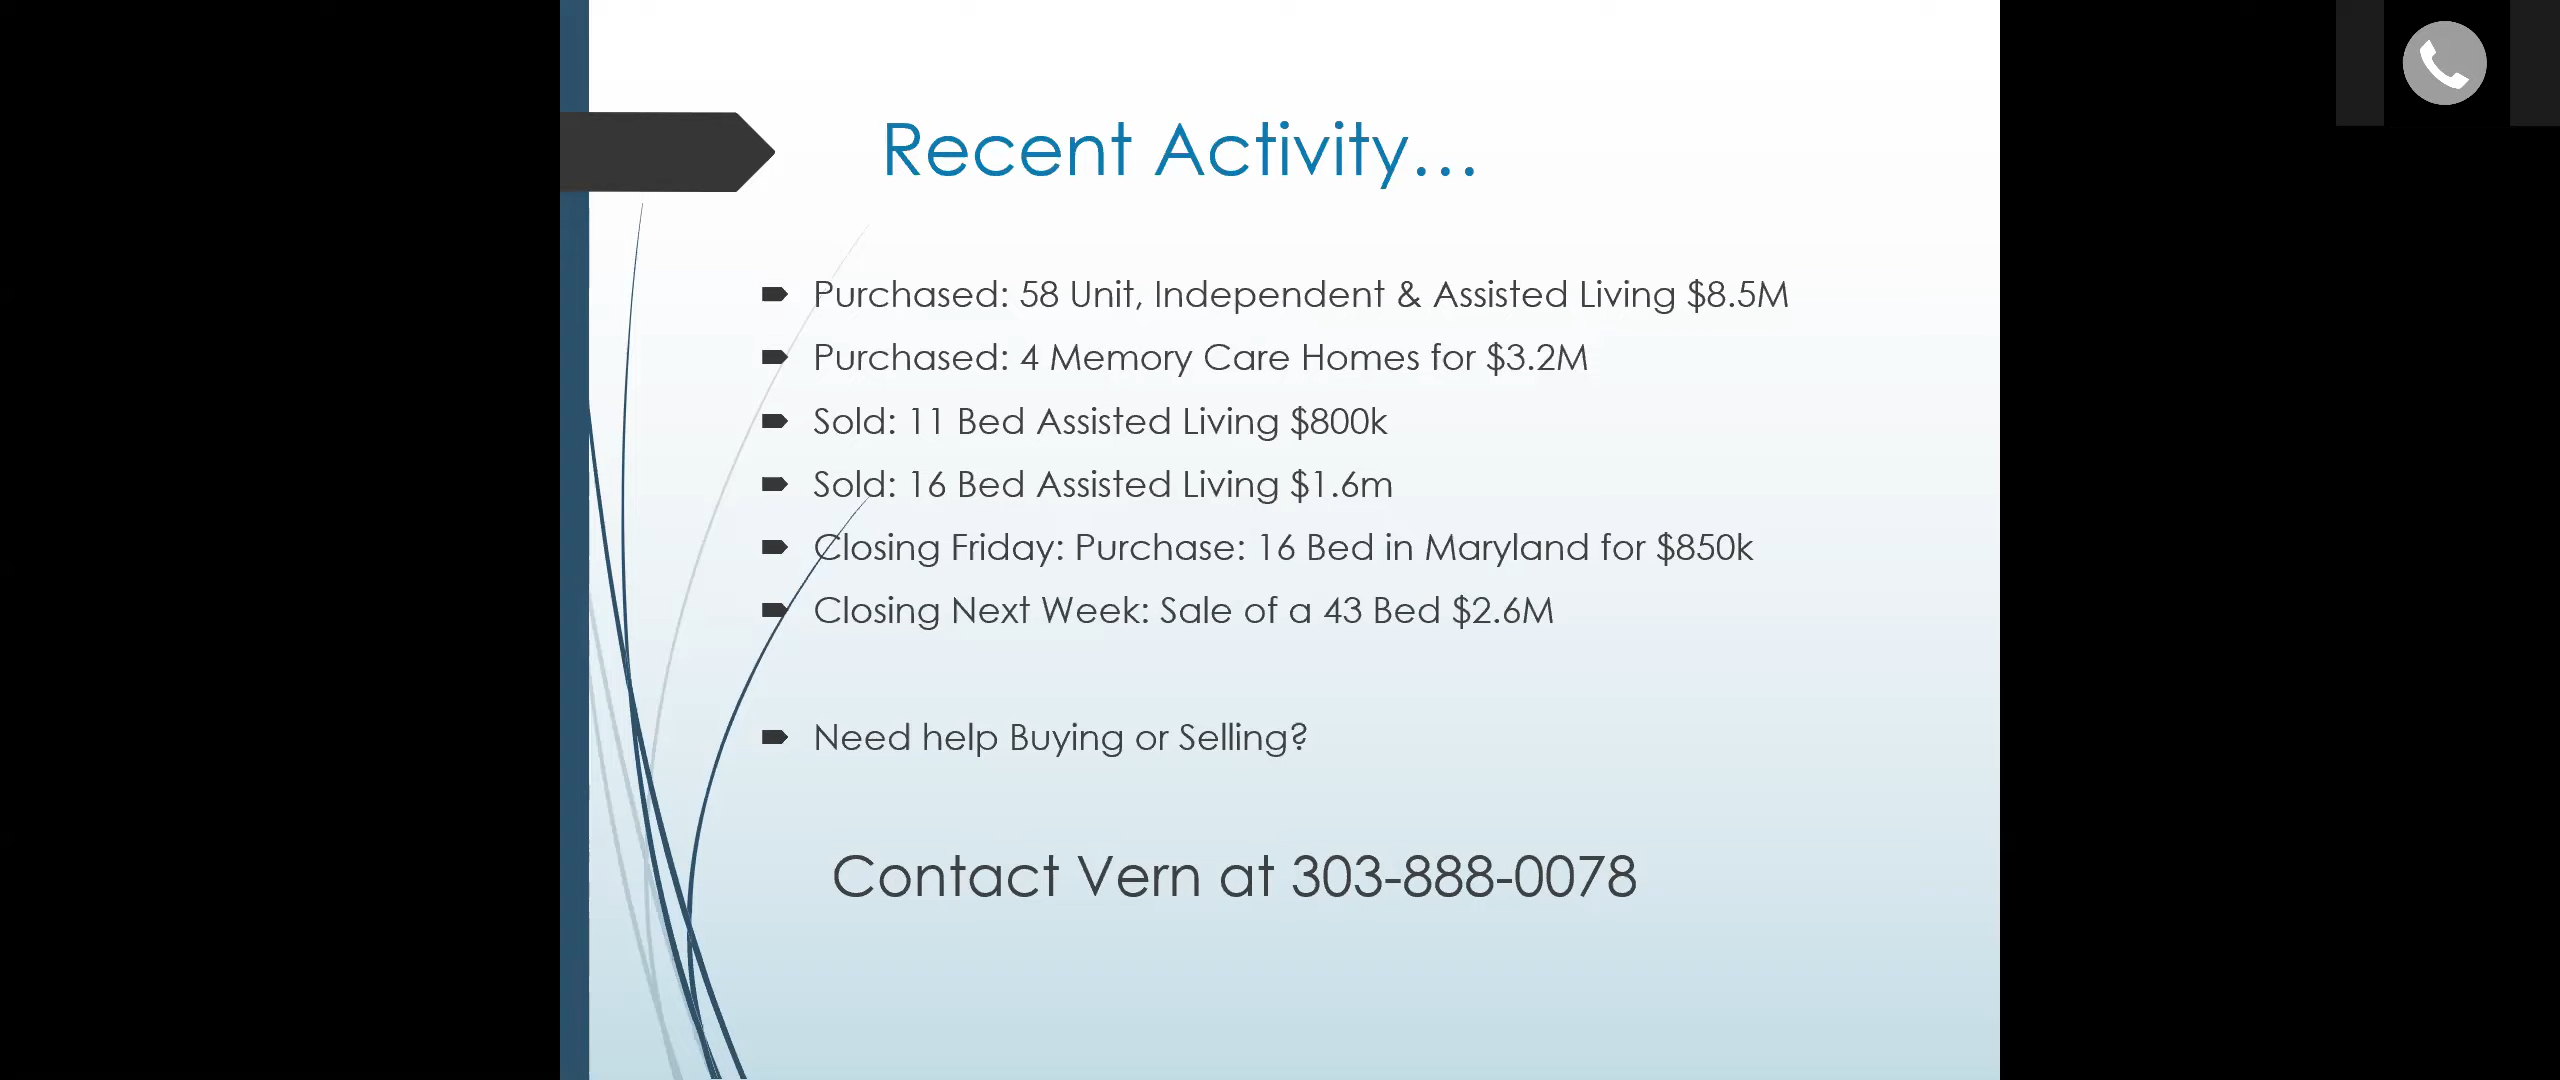 Recent Activity...
Purchased: 58 Unit, Independent & Assisted Living $8.5M
Purchased: 4 Memory Care Homes for $3.2M
Sold: 11 Bed Assisted Living $800k
Sold: 16 Bed Assisted Living $1.6m
Closing Friday: Purchase: 16 Bed in Maryland for $850k
Closing Next Week: Sale of a 43 Bed $2.6M
Need help Buying or Selling?
Contact Vern at 303-888-0078